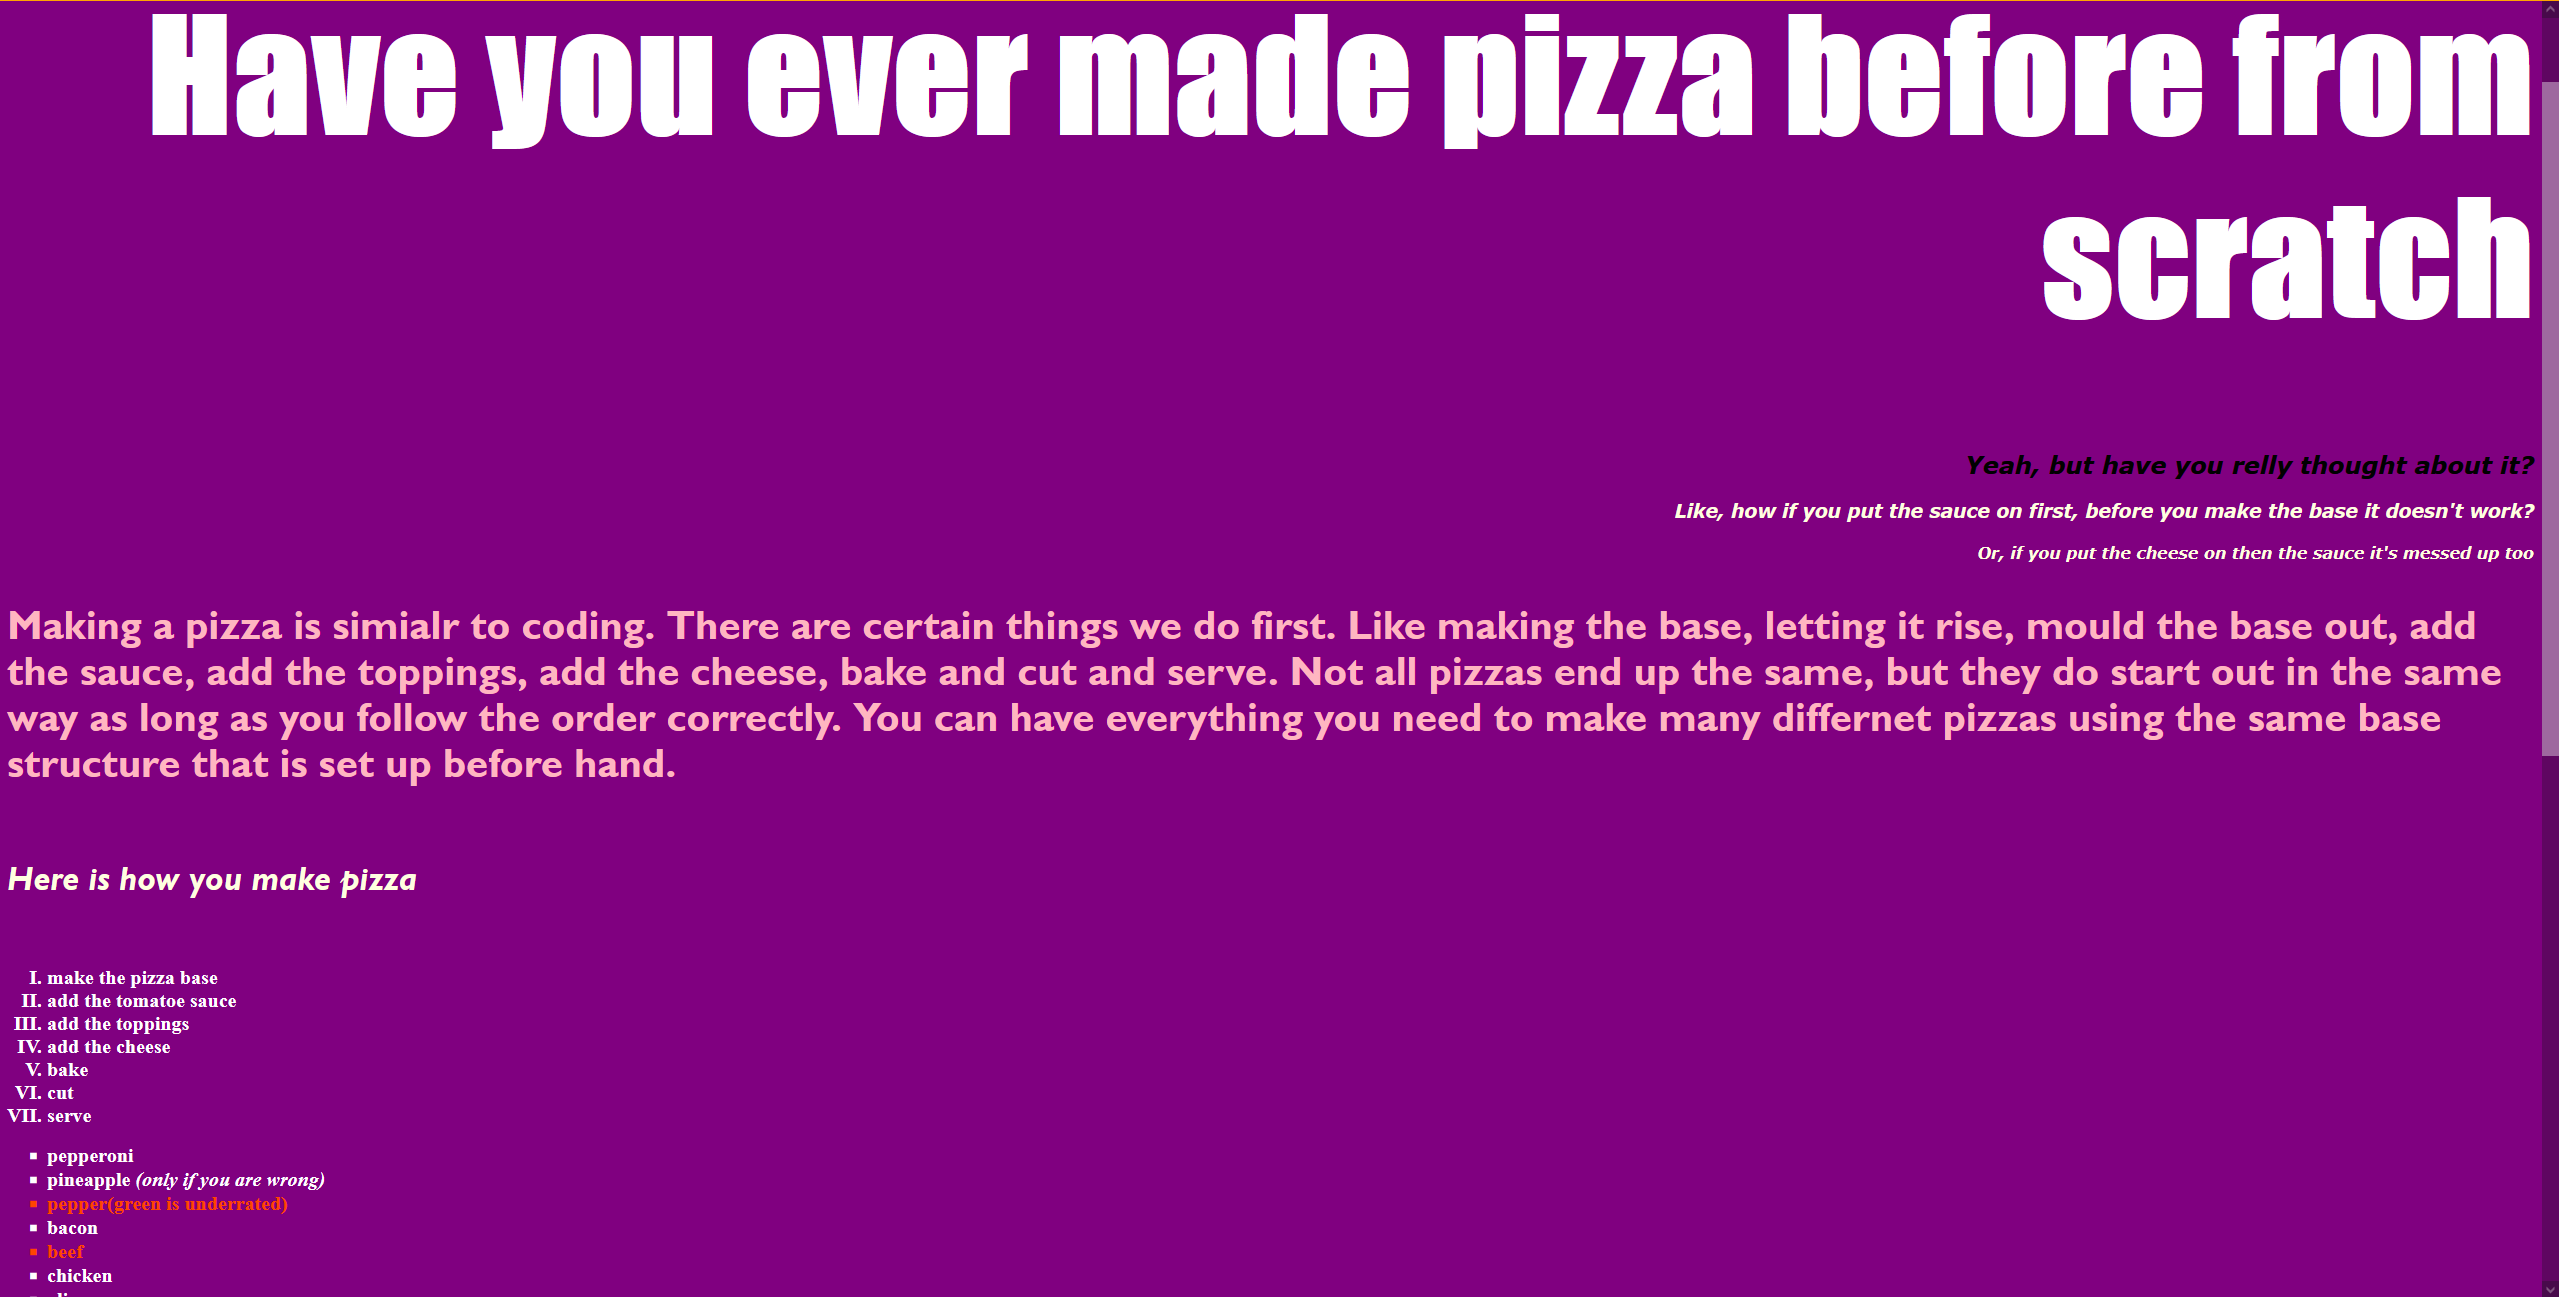 Have you ever made pizza before from
scratch
Yeah, but have you relly thought about it?
Like, how if you put the sauce on first, before you make the base it doesn't work?
Or, if you put the cheese on then the sauce it's messed up too
Making a pizza is simialr to coding. There are certain things we do first. Like making the base, letting it rise, mould the base out, add
the sauce, add the toppings, add the cheese, bake and cut and serve. Not all pizzas end up the same, but they do start out in the same
way as long as you follow the order correctly. You can have everything you need to make many differnet pizzas using the same base
structure that is set up before hand.
Here is how you make pizza
I. make the pizza base
II. add the tomatoe sauce
III. add the toppings
IV. add the cheese
V. bake
VI. cut
VII. serve
▪ pepperoni
▪ pineapple (only if you are wrong)
▪ pepper(green is underrated)
▪ bacon
▪ beef
▪ chicken